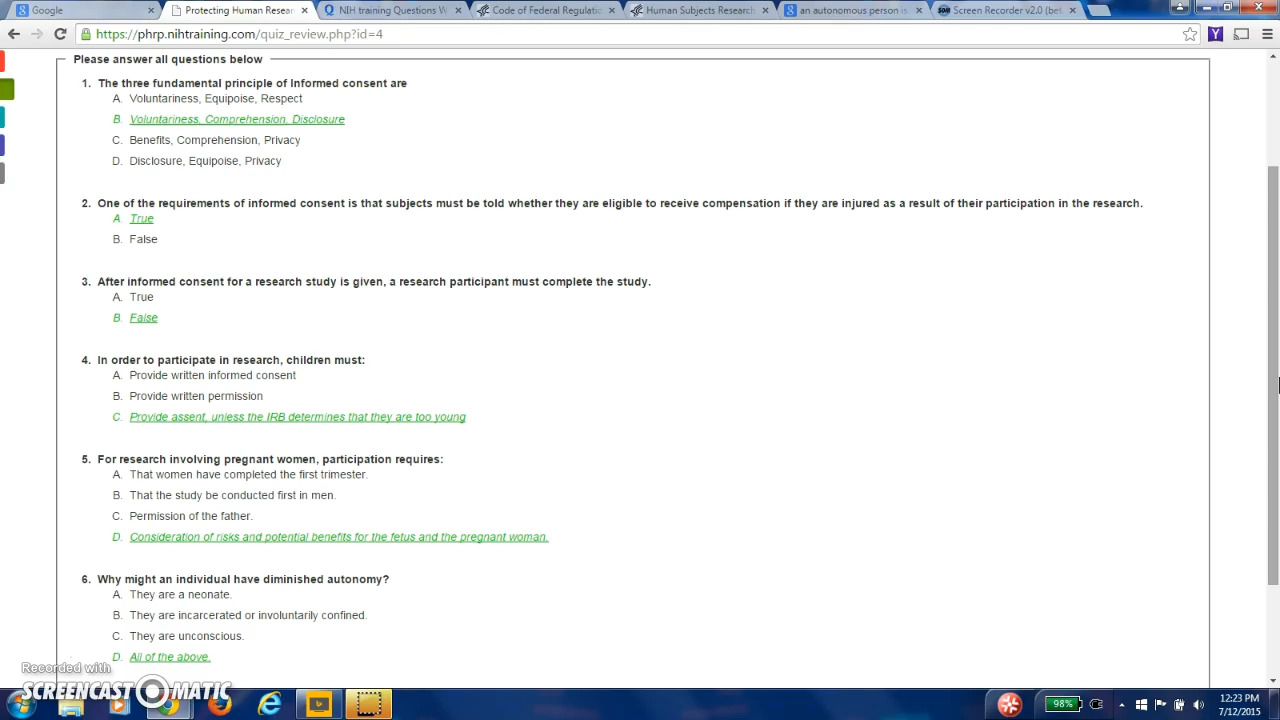 Google
Protecting Human Resear
NIH training Questions W
Code of Federal Regulatio
Human Subjects Research
an autonomous person is
Screen Recorder v2.0 (bet
https://phrp.nihtraining.com/quiz_review.php?id=4
Please answer all questions below
1. The three fundamental principle of Informed consent are
A. Voluntariness, Equipoise, Respect
B. Voluntariness, Comprehension, Disclosure
C. Benefits, Comprehension, Privacy
D. Disclosure, Equipoise, Privacy
2. One of the requirements of informed consent is that subjects must be told whether they are eligible to receive compensation if they are injured as a result of their participation in the research.
A. True
B. False
3. After informed consent for a research study is given, a research participant must complete the study.
A. True
B. False
4. In order to participate in research, children must:
A. Provide written informed consent
B. Provide written permission
C. Provide assent, unless the IRB determines that they are too young
5. For research involving pregnant women, participation requires:
A. That women have completed the first trimester.
B. That the study be conducted first in men.
C. Permission of the father.
D. Consideration of risks and potential benefits for the fetus and the pregnant woman.
6. Why might an individual have diminished autonomy?
A. They are a neonate.
B. They are incarcerated or involuntarily confined.
C. They are unconscious.
D. All of the above.
Recorded with
SCREENCAST MATIC
98%
12:23 PM
7/12/2015